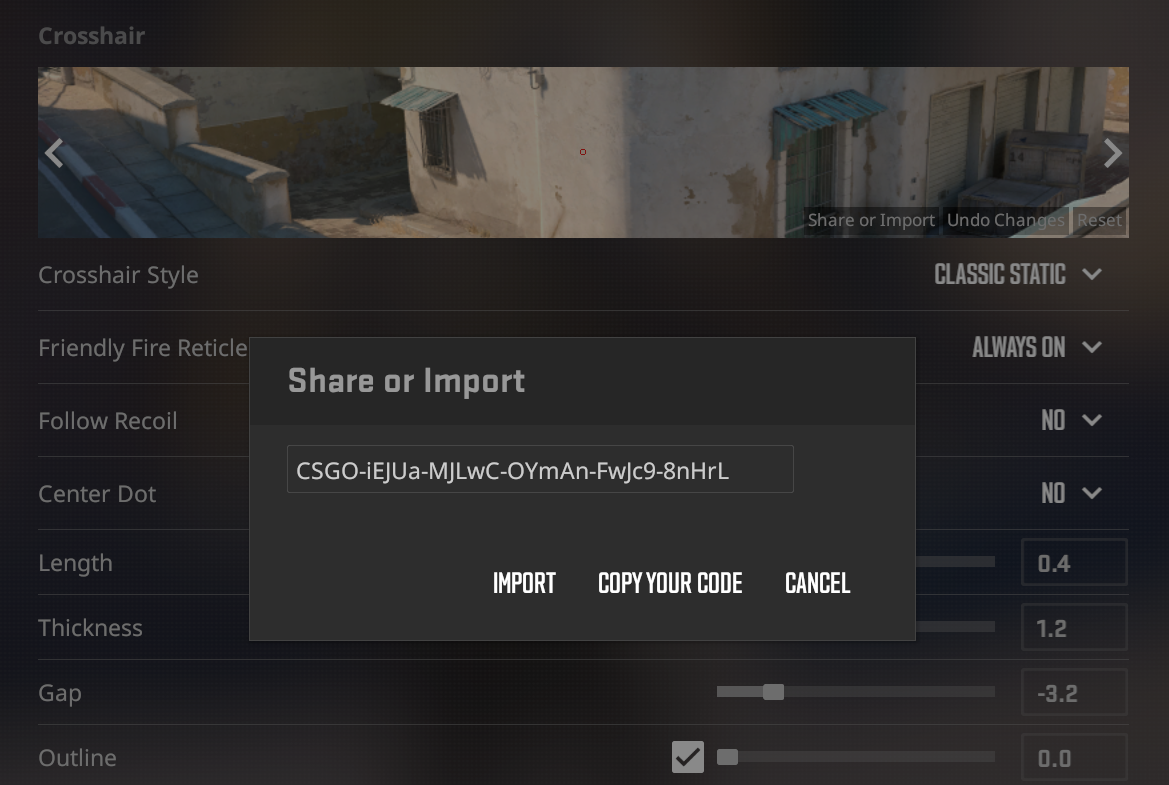 Crosshair
14
Share or Import Undo Changes Reset
Crosshair Style CLASSIC STATIC
Friendly Fire Reticle ALWAYS ON
Share or Import
Follow Recoil NO
CSGO-iEJUa-MJLwC-OYmAn-FwJc9-8nHrL
Center Dot NO
Length 0.4
IMPORT COPY YOUR CODE CANCEL
Thickness 1.2
Gap -3.2
Outline 0.0